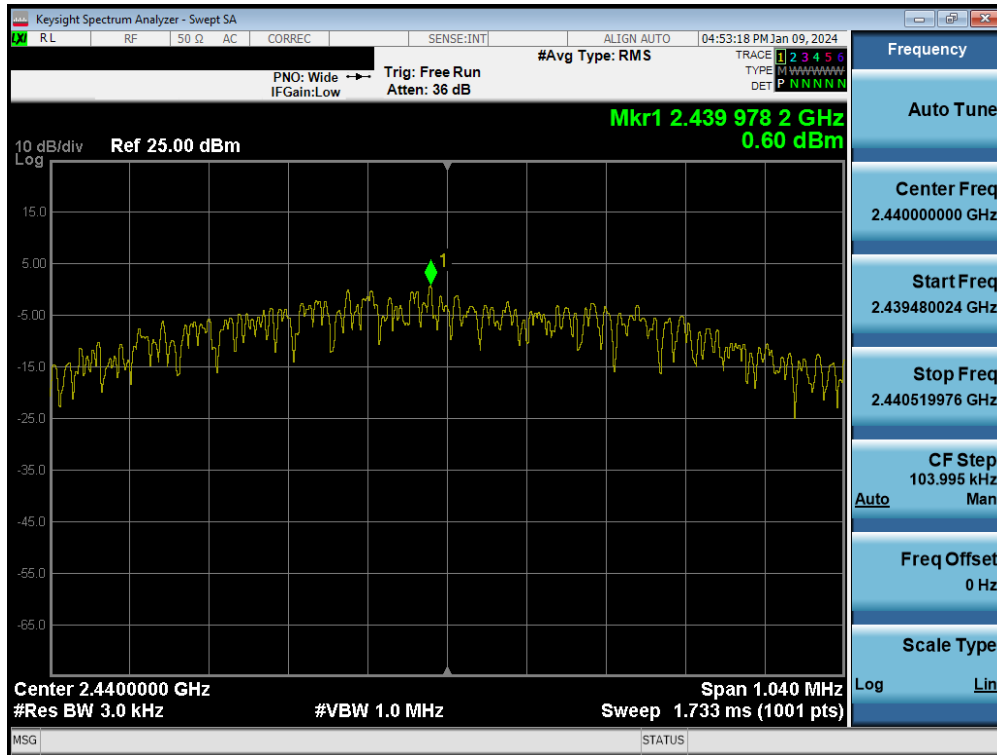 Keysight Spectrum Analyzer - Swept SA
LXI RL RF 50 Ω AC CORREC SENSE:INT ALIGN AUTO 04:53:18 PM Jan 09, 2024
PNO: Wide Trig: Free Run #Avg Type: RMS TRACE 1 2 3 4 5 6
IFGain:Low Atten: 36 dB TYPE M WWWWW
DET P N N N N N
Mkr1 2.439 978 2 GHz
0.60 dBm
10 dB/div Ref 25.00 dBm
Log
15.0
5.00
1
-5.00
-15.0
-25.0
-35.0
-45.0
-55.0
-65.0
Center 2.4400000 GHz Span 1.040 MHz
#Res BW 3.0 kHz #VBW 1.0 MHz Sweep 1.733 ms (1001 pts)
MSG STATUS
Frequency
Auto Tune
Center Freq
2.440000000 GHz
Start Freq
2.439480024 GHz
Stop Freq
2.440519976 GHz
CF Step
103.995 kHz
Auto Man
Freq Offset
0 Hz
Scale Type
Log Lin